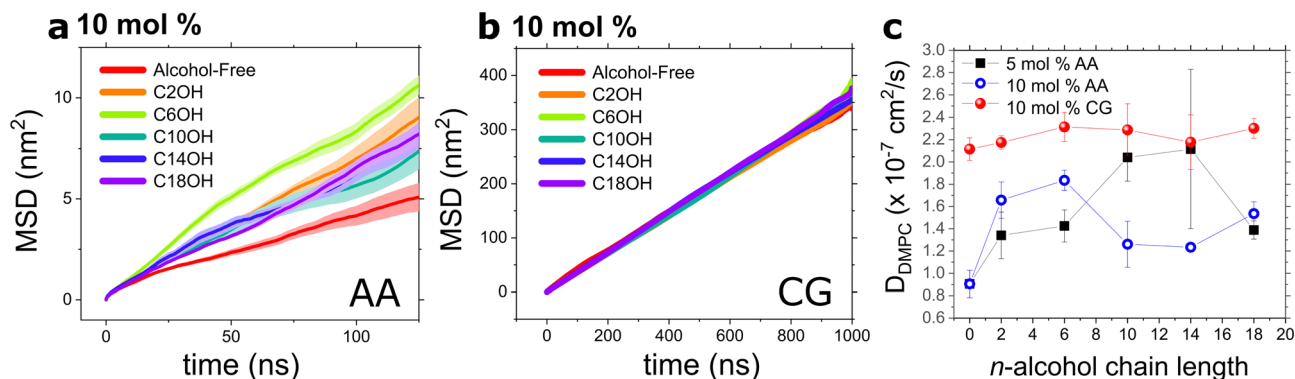 a 10 mol %
Alcohol-Free
C2OH
C6OH
C10OH
C14OH
C18OH
AA
MSD (nm²)
10
5
0
0 50 100
time (ns)
b 10 mol %
Alcohol-Free
C2OH
C6OH
C10OH
C14OH
C18OH
CG
MSD (nm²)
400
300
200
100
0
0 200 400 600 800 1000
time (ns)
c
5 mol % AA
10 mol % AA
10 mol % CG
D_DMPC (x 10⁻⁷ cm²/s)
3.0
2.8
2.6
2.4
2.2
2.0
1.8
1.6
1.4
1.2
1.0
0.8
0.6
0 2 4 6 8 10 12 14 16 18
n-alcohol chain length